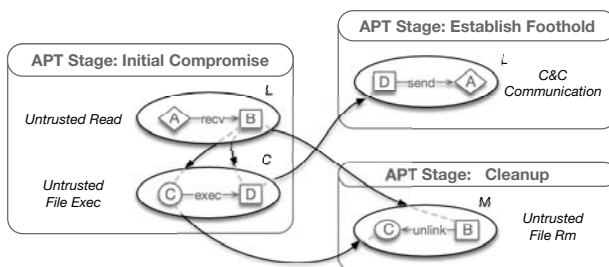 APT Stage: Initial Compromise
L
Untrusted Read
A recv B
C
Untrusted
File Exec
C exec D
APT Stage: Establish Foothold
L
D send A
C&C
Communication
APT Stage: Cleanup
M
C unlink B
Untrusted
File Rm